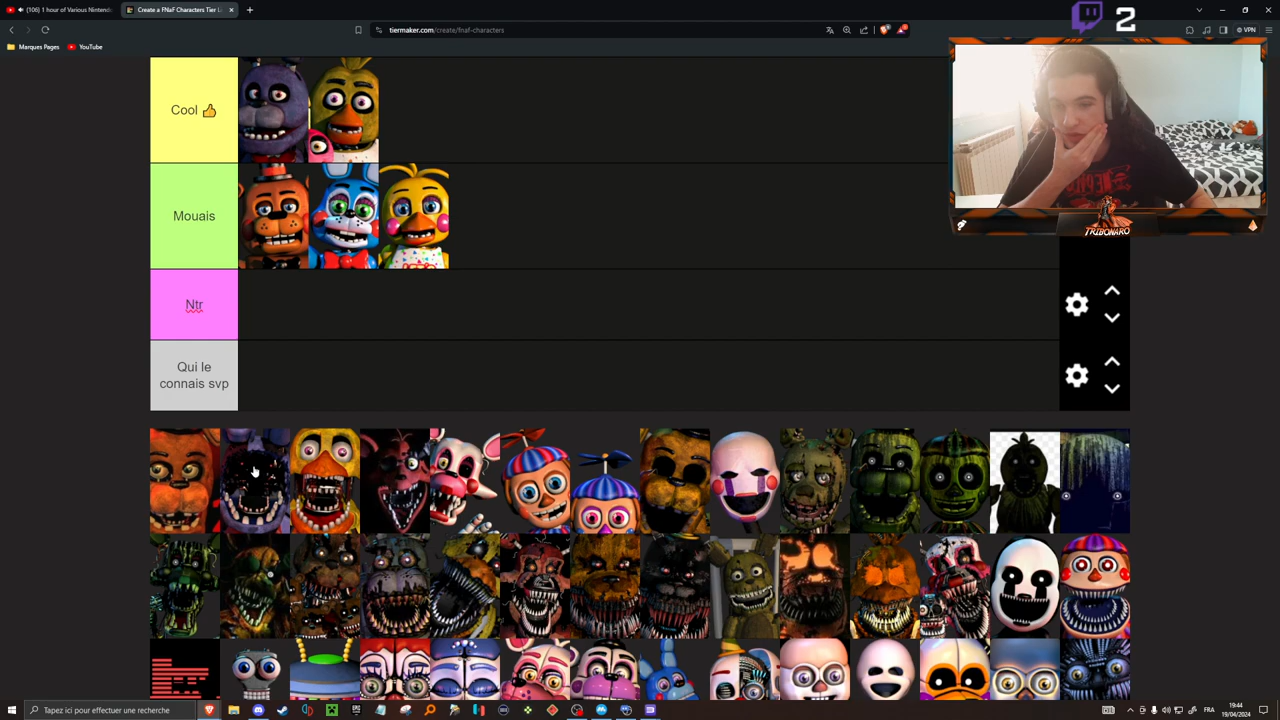 (106) 1 hour of Various Nintendo
Create a FNaF Characters Tier L
2
tiermaker.com/create/fnaf-characters
VPN
Marques Pages
YouTube
Cool 👍
Mouais
Ntr
Qui le
connais svp
TRIBONARO
Tapez ici pour effectuer une recherche
FRA
19:44
19/04/2024